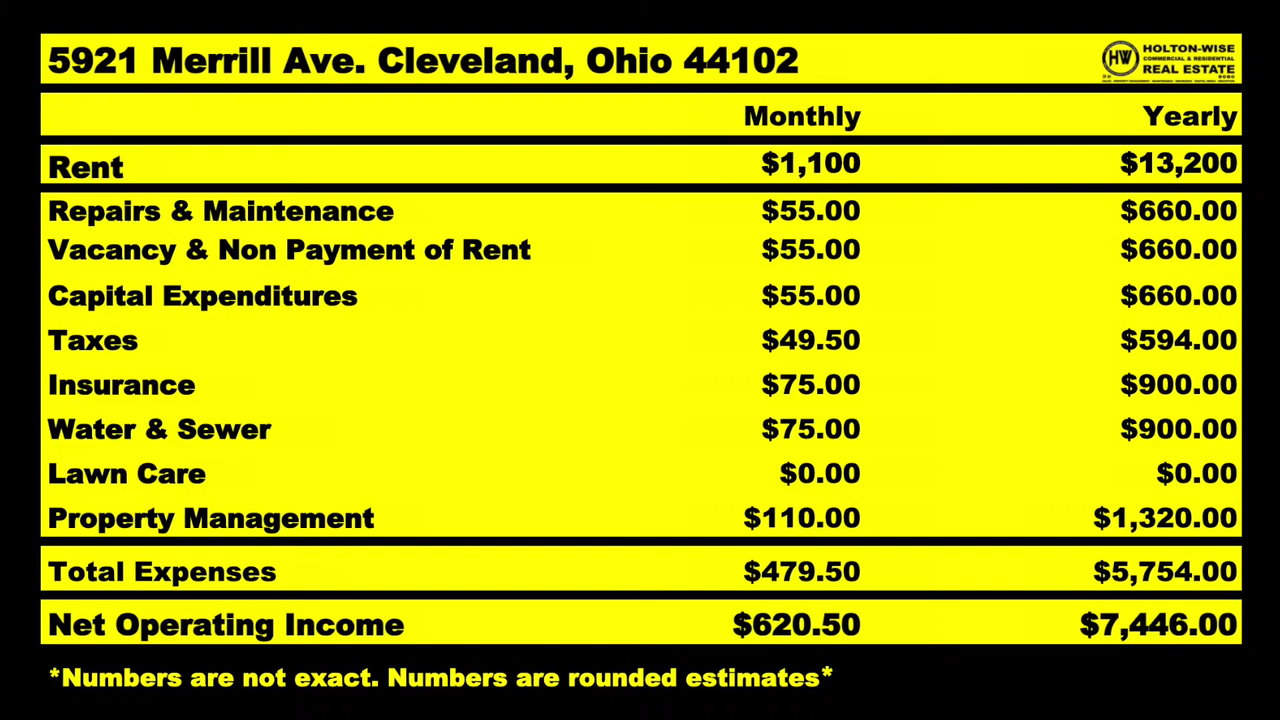 5921 Merrill Ave. Cleveland, Ohio 44102
HW
HOLTON-WISE
COMMERCIAL & RESIDENTIAL
REAL ESTATE
Monthly Yearly
Rent $1,100 $13,200
Repairs & Maintenance $55.00 $660.00
Vacancy & Non Payment of Rent $55.00 $660.00
Capital Expenditures $55.00 $660.00
Taxes $49.50 $594.00
Insurance $75.00 $900.00
Water & Sewer $75.00 $900.00
Lawn Care $0.00 $0.00
Property Management $110.00 $1,320.00
Total Expenses $479.50 $5,754.00
Net Operating Income $620.50 $7,446.00
*Numbers are not exact. Numbers are rounded estimates*